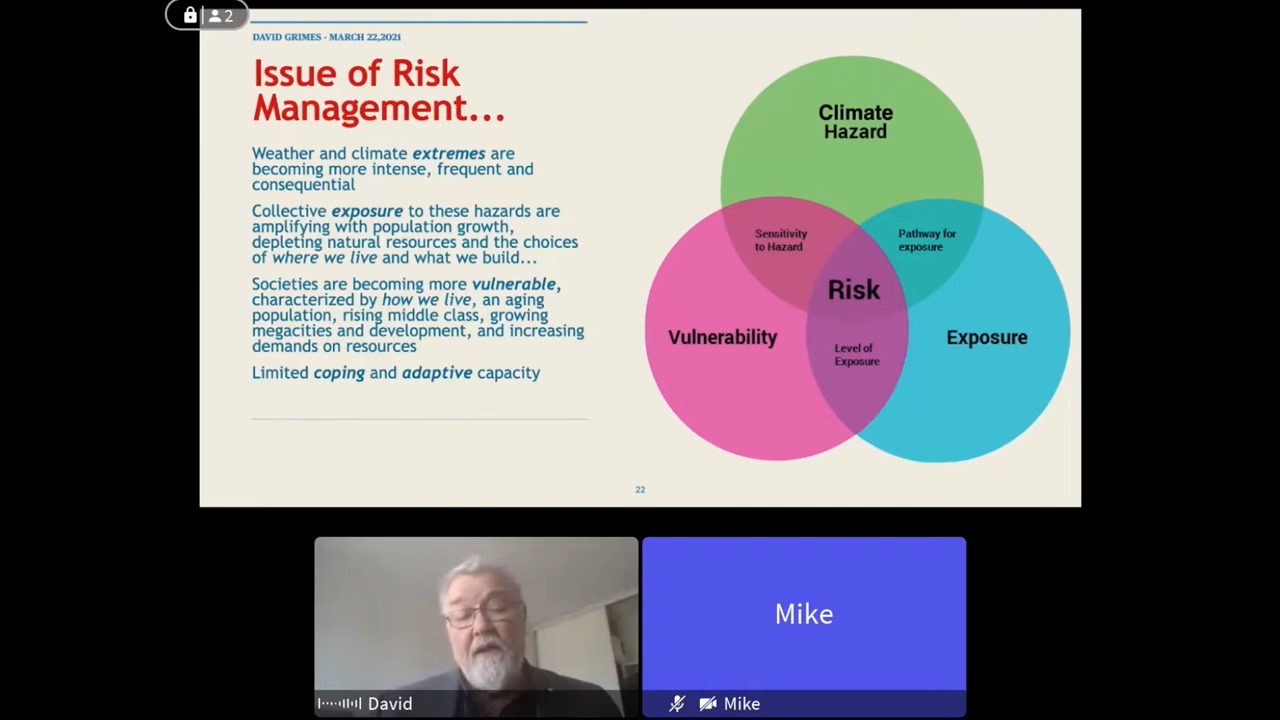 2
DAVID GRIMES - MARCH 22,2021
Issue of Risk
Management...
Weather and climate extremes are
becoming more intense, frequent and
consequential
Collective exposure to these hazards are
amplifying with population growth,
depleting natural resources and the choices
of where we live and what we build...
Societies are becoming more vulnerable,
characterized by how we live, an aging
population, rising middle class, growing
megacities and development, and increasing
demands on resources
Limited coping and adaptive capacity
Climate
Hazard
Sensitivity
to Hazard
Pathway for
exposure
Risk
Vulnerability
Level of
Exposure
Exposure
22
Mike
David
Mike